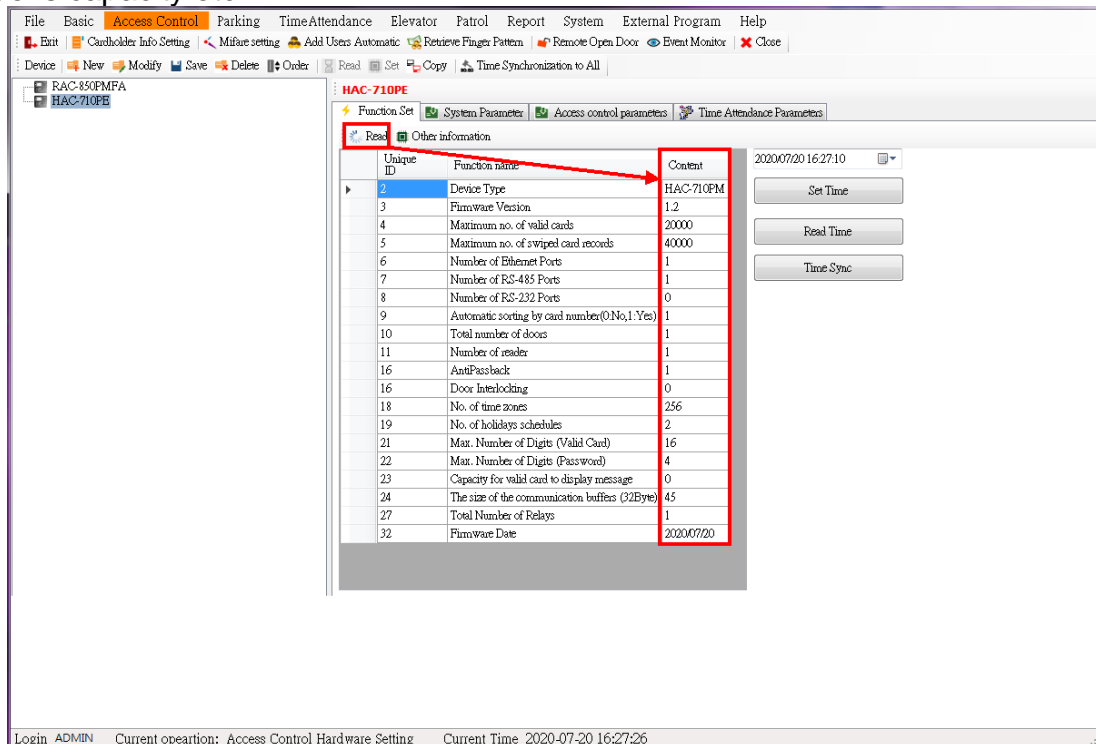 File Basic Access Control Parking TimeAttendance Elevator Patrol Report System External Program Help
Exit Cardholder Info Setting Mifare setting Add Users Automatic Retrieve Finger Pattern Remote Open Door Event Monitor Close
Device New Modify Save Delete Order Read Set Copy Time Synchronization to All
RAC-850PMFA
HAC-710PE
HAC-710PE
Function Set System Parameter Access control parameters Time Attendance Parameters
Read Other information
Unique ID Function name Content
2 Device Type HAC-710PM
3 Firmware Version 1.2
4 Maximum no. of valid cards 20000
5 Maximum no. of swiped card records 40000
6 Number of Ethernet Ports 1
7 Number of RS-485 Ports 1
8 Number of RS-232 Ports 0
9 Automatic sorting by card number(0:No,1:Yes) 1
10 Total number of doors 1
11 Number of reader 1
16 AntiPassback 1
16 Door Interlocking 0
18 No. of time zones 256
19 No. of holidays schedules 2
21 Max. Number of Digits (Valid Card) 16
22 Max. Number of Digits (Password) 4
23 Capacity for valid card to display message 0
24 The size of the communication buffers (32Byte) 45
27 Total Number of Relays 1
32 Firmware Date 2020/07/20
2020/07/20 16:27:10
Set Time
Read Time
Time Sync
Login ADMIN Current opeartion: Access Control Hardware Setting Current Time 2020-07-20 16:27:26